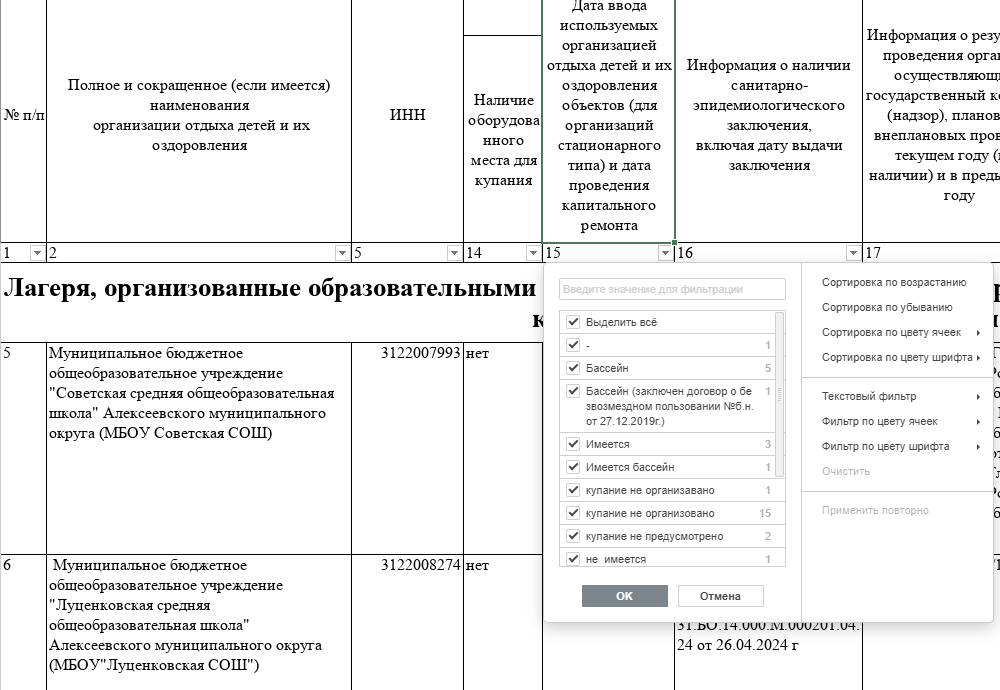 № п/п
Полное и сокращенное (если имеется)
наименования
организации отдыха детей и их
оздоровления
ИНН
Наличие
оборудова
нного
места для
купания
Дата ввода
используемых
организацией
отдыха детей и их
оздоровления
объектов (для
организаций
стационарного
типа) и дата
проведения
капитального
ремонта
Информация о наличии
санитарно-
эпидемиологического
заключения,
включая дату выдачи
заключения
Информация о резу
проведения орган
осуществляющ
государственный ко
(надзор), планов
внеплановых пров
текущем году (
наличии) и в преды
году
1 2 5 14 15 16 17
Лагеря, организованные образовательными
к
5
Муниципальное бюджетное
общеобразовательное учреждение
"Советская средняя общеобразовательная
школа" Алексеевского муниципального
округа (МБОУ Советская СОШ)
3122007993
нет
6
Муниципальное бюджетное
общеобразовательное учреждение
"Луценковская средняя
общеобразовательная школа"
Алексеевского муниципального округа
(МБОУ"Луценковская СОШ")
3122008274
нет
31.БО.14.000.М.000201.04.
24 от 26.04.2024 г
Введите значение для фильтрации
Выделить всё
- 1
Бассейн 5
Бассейн (заключен договор о бе 1
звозмездном пользовании №б.н.
от 27.12.2019г.)
Имеется 3
Имеется бассейн 1
купание не организавано 1
купание не организовано 15
купание не предусмотрено 2
не имеется 1
OK
Отмена
Сортировка по возрастанию
Сортировка по убыванию
Сортировка по цвету ячеек
Сортировка по цвету шрифта
Текстовый фильтр
Фильтр по цвету ячеек
Фильтр по цвету шрифта
Очистить
Применить повторно